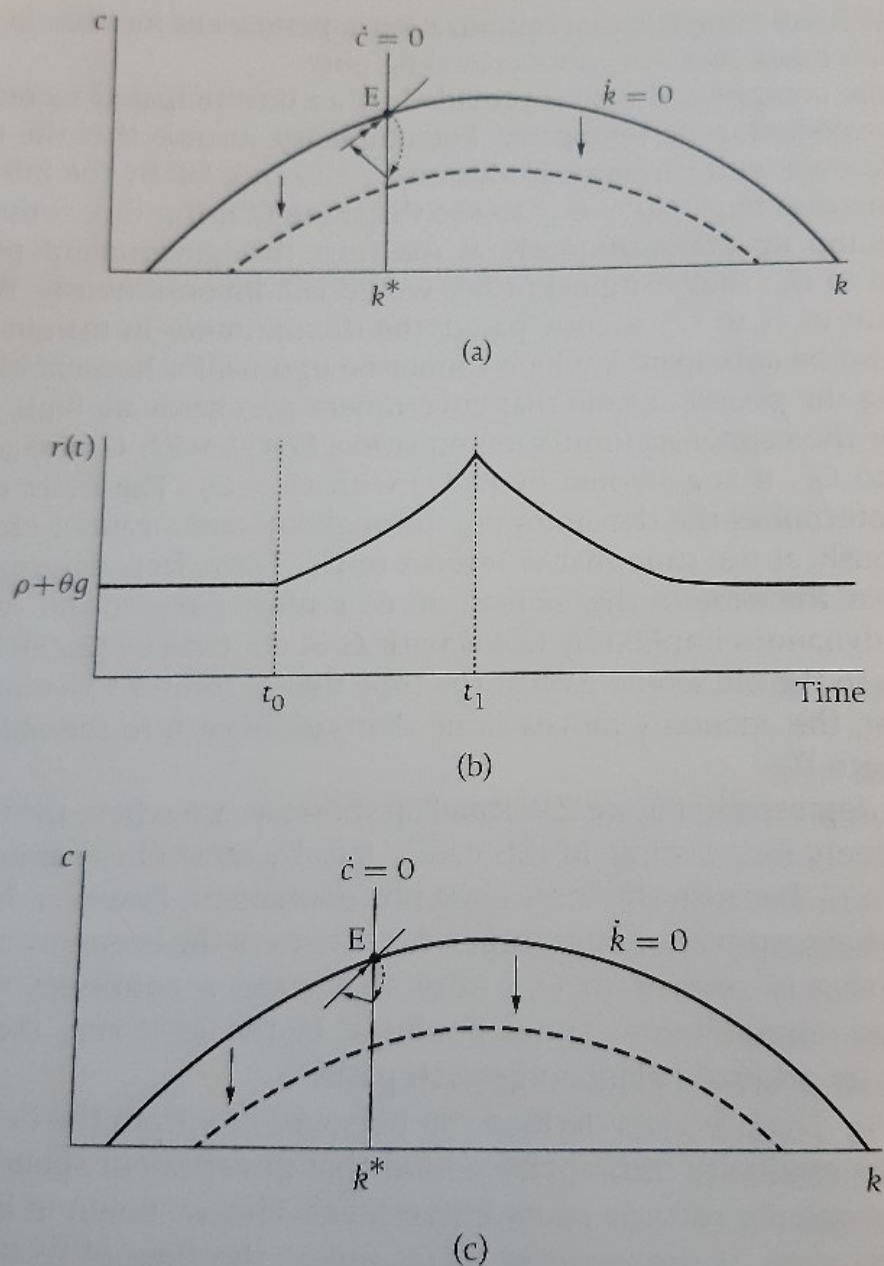 c
ċ = 0
E
k̇ = 0
k*
k
(a)
r(t)
ρ + θg
t₀
t₁
Time
(b)
c
ċ = 0
E
k̇ = 0
k*
k
(c)